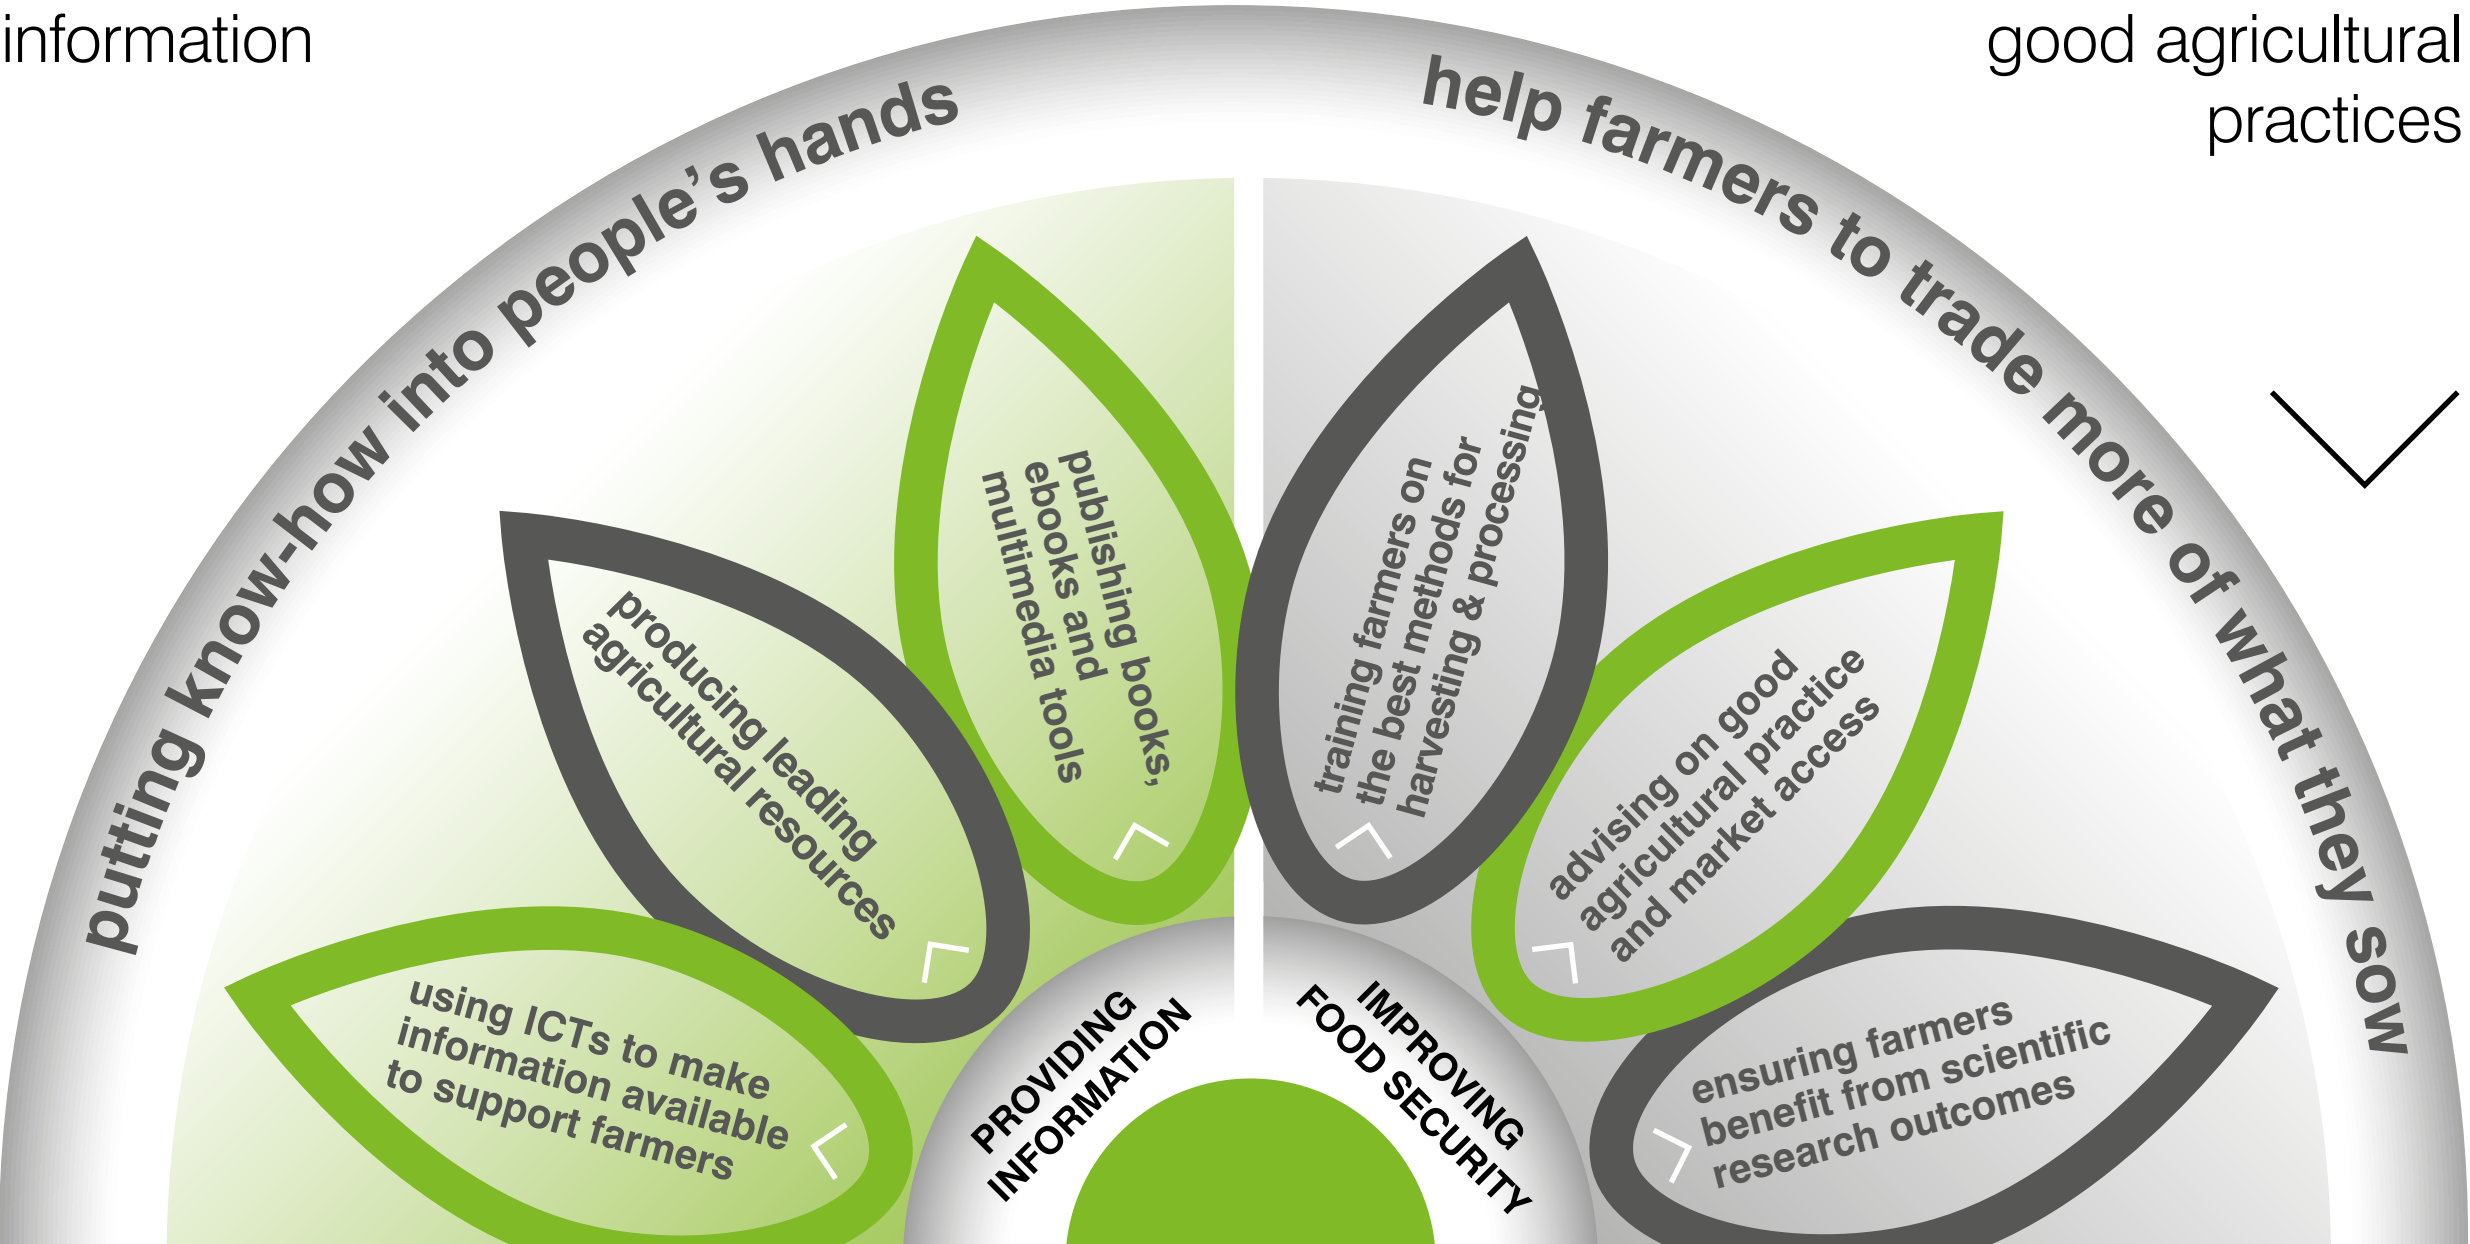 information
good agricultural
practices
putting know-how into people's hands
help farmers to trade more of what they sow
using ICTs to make
information available
to support farmers
producing leading
agricultural resources
publishing books,
ebooks and
multimedia tools
training farmers on
the best methods for
harvesting & processing
advising on good
agricultural practice
and market access
ensuring farmers
benefit from scientific
research outcomes
PROVIDING
INFORMATION
IMPROVING
FOOD SECURITY